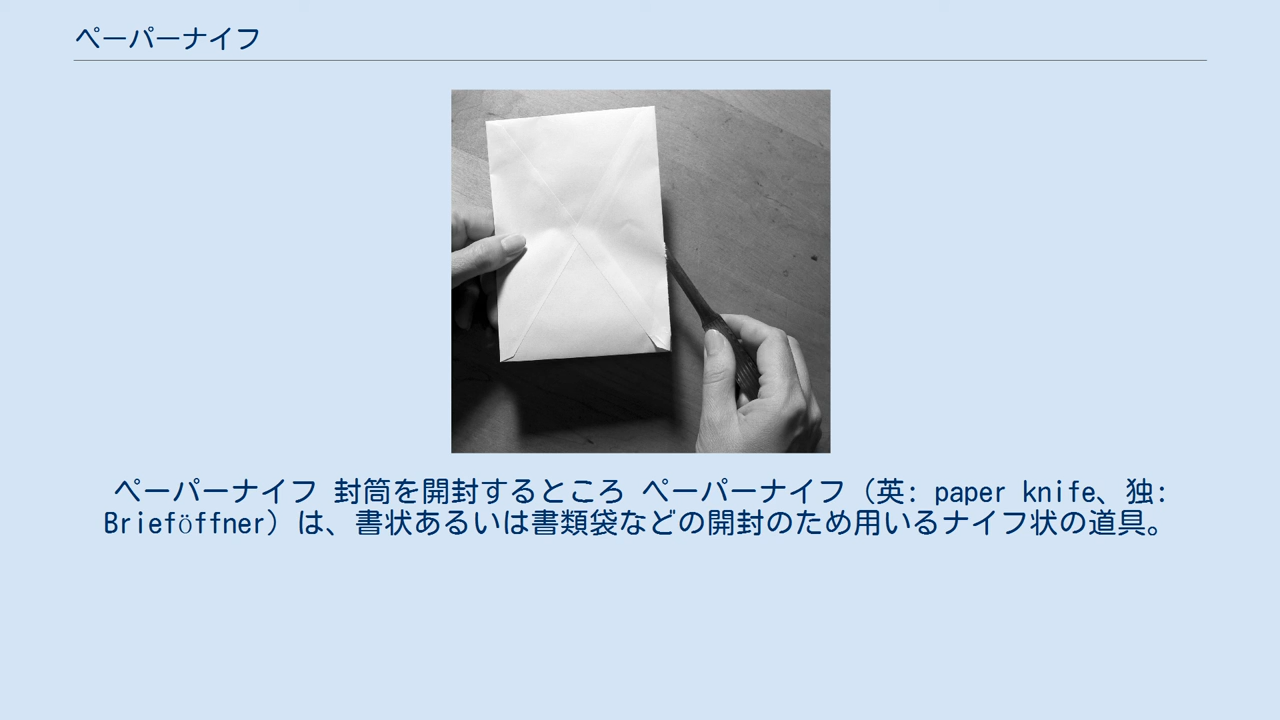 ペーパーナイフ
ペーパーナイフ 封筒を開封するところ ペーパーナイフ（英: paper knife、独:
Brieföffner）は、書状あるいは書類袋などの開封のため用いるナイフ状の道具。